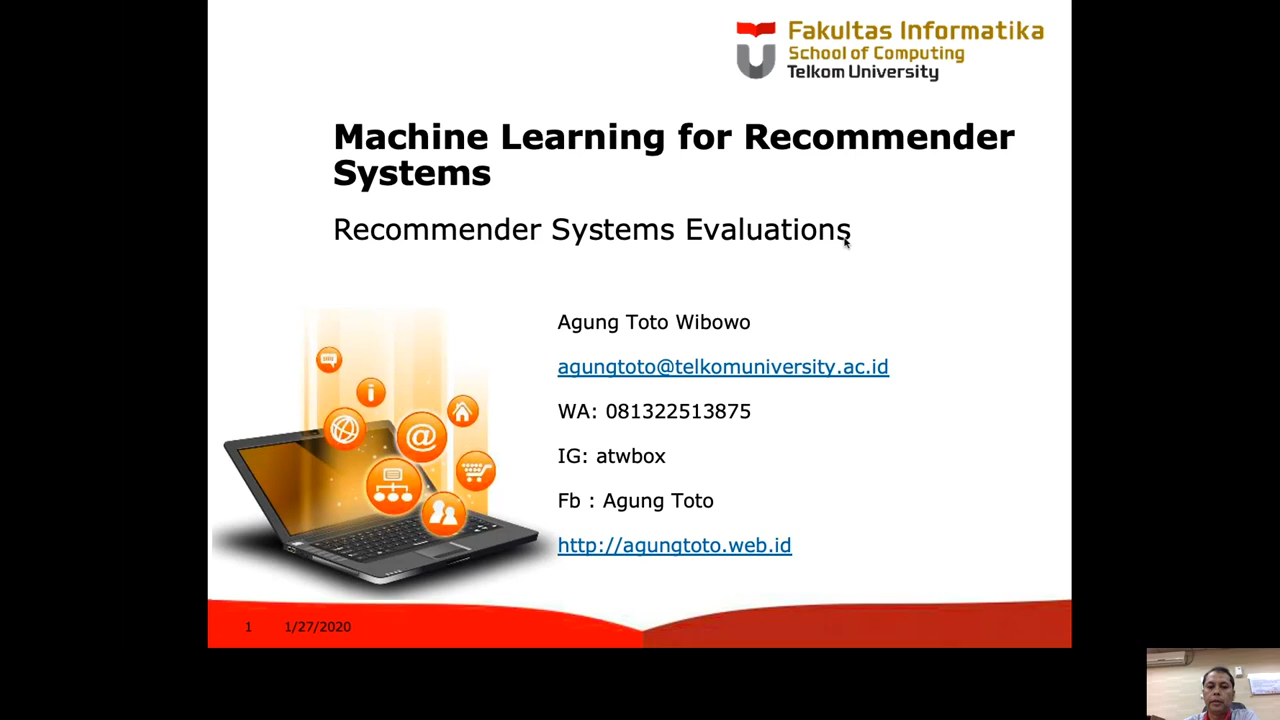 Fakultas Informatika
School of Computing
Telkom University
Machine Learning for Recommender
Systems
Recommender Systems Evaluations
Agung Toto Wibowo
agungtoto@telkomuniversity.ac.id
WA: 081322513875
IG: atwbox
Fb : Agung Toto
http://agungtoto.web.id
1 1/27/2020